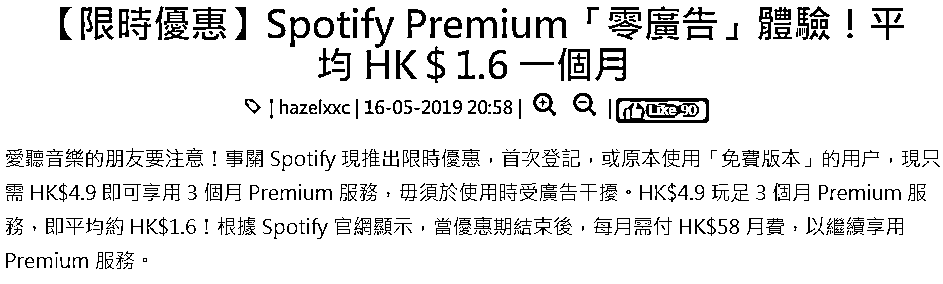 【限時優惠】Spotify Premium「零廣告」體驗！平
均 HK＄1.6 一個月
hazelxxc | 16-05-2019 20:58 | | Like 90
愛聽音樂的朋友要注意！事關 Spotify 現推出限時優惠，首次登記，或原本使用「免費版本」的用户，現只
需 HK$4.9 即可享用 3 個月 Premium 服務，毋須於使用時受廣告干擾。HK$4.9 玩足 3 個月 Premium 服
務，即平均約 HK$1.6！根據 Spotify 官網顯示，當優惠期結束後，每月需付 HK$58 月費，以繼續享用
Premium 服務。